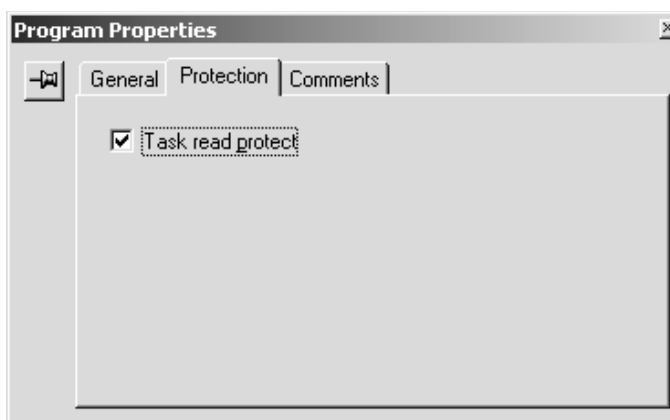 Program Properties
General Protection Comments
Task read protect